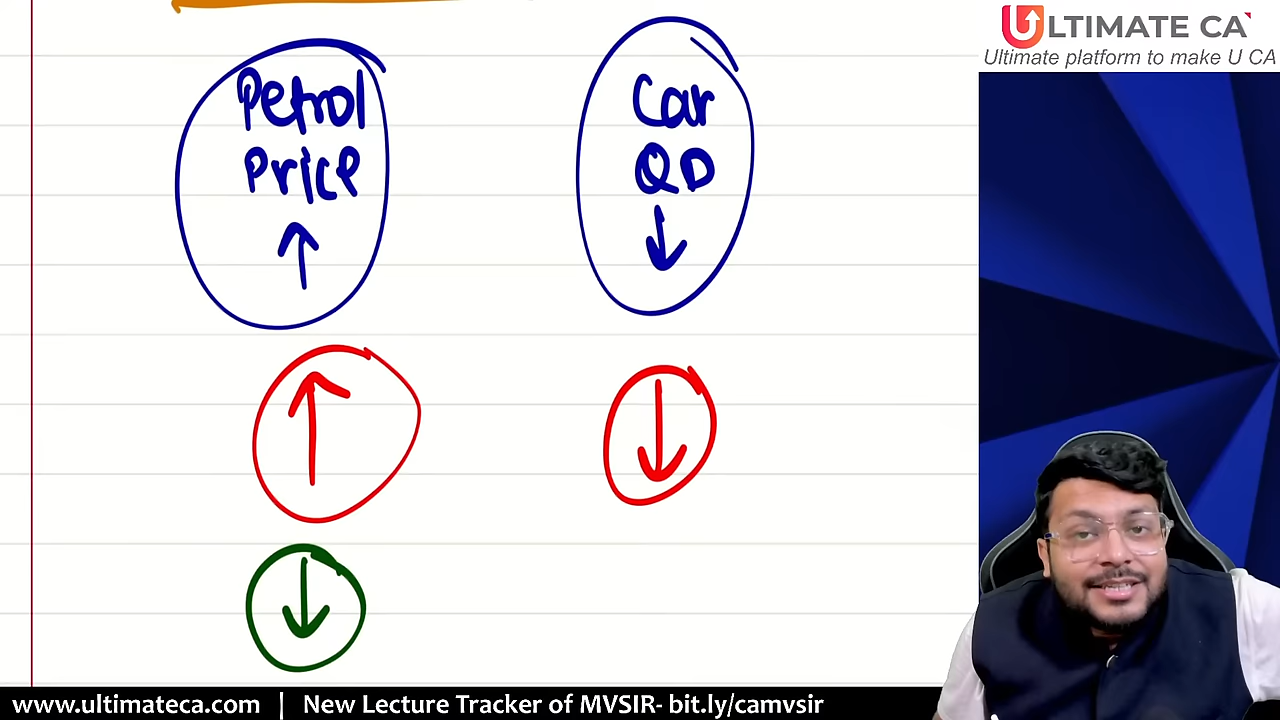 ULTIMATE CA
Ultimate platform to make U CA
Petrol
Price
↑
Car
QD
↓
↑
↓
↓
www.ultimateca.com | New Lecture Tracker of MVSIR- bit.ly/camvsir